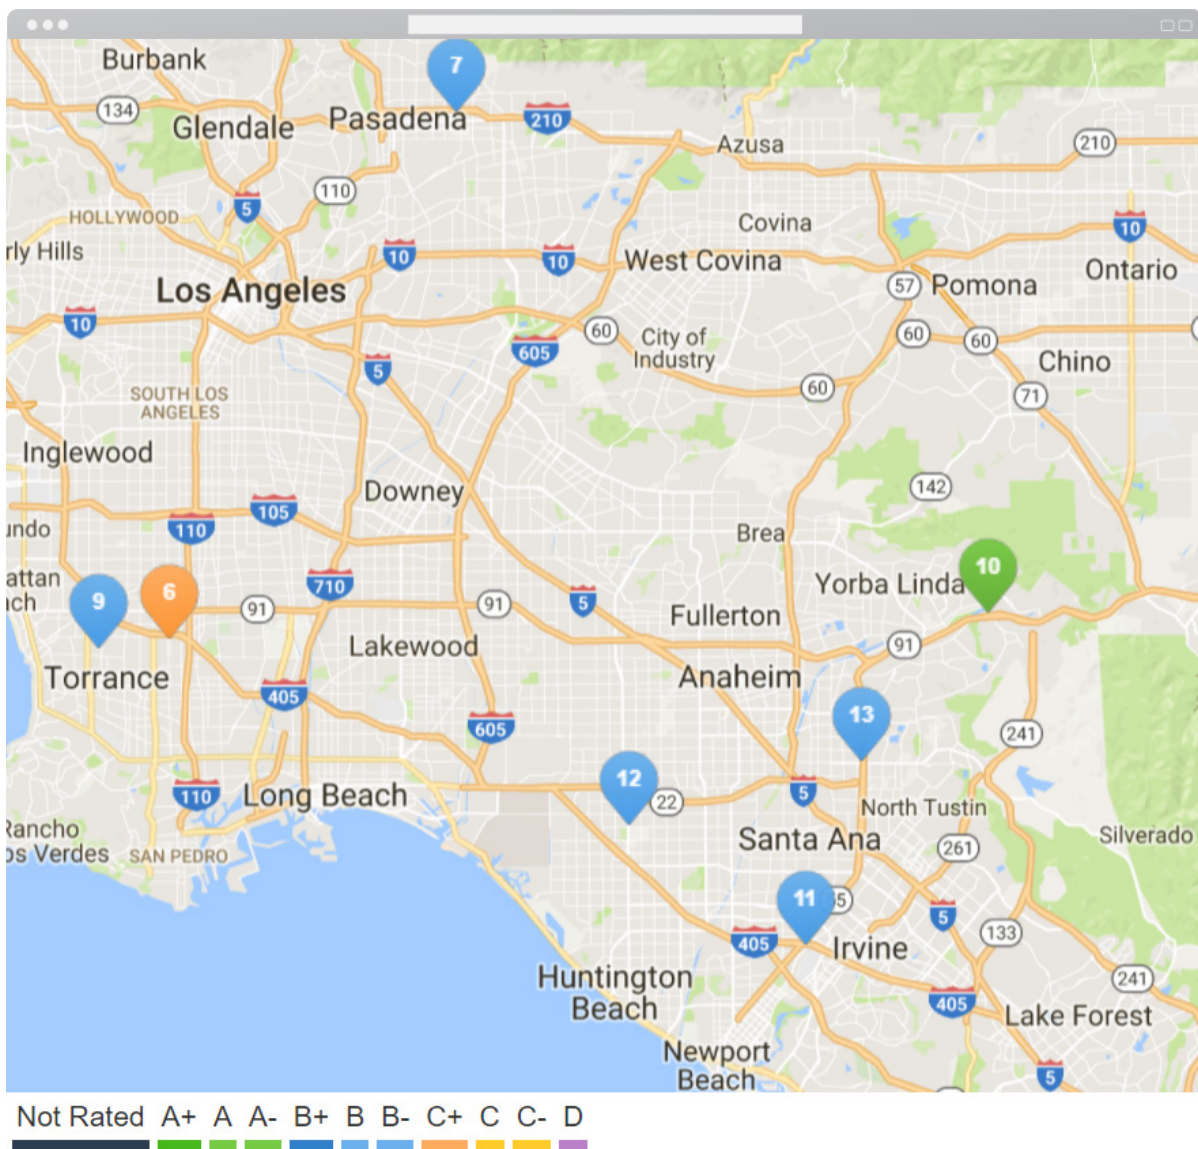 Burbank
7
134
Glendale
Pasadena
210
Azusa
210
110
5
HOLLYWOOD
Covina
10
rly Hills
10
10
West Covina
Ontario
Los Angeles
57
Pomona
10
60
City of
Industry
60
60
605
5
Chino
60
71
SOUTH LOS
ANGELES
Inglewood
142
Downey
105
110
undo
Brea
10
attan
ach
9
6
710
Yorba Linda
91
91
5
Fullerton
91
Lakewood
Torrance
Anaheim
405
13
605
241
12
110
Long Beach
22
5
North Tustin
Rancho
os Verdes
SAN PEDRO
Santa Ana
261
Silverado
11
55
5
405
Irvine
133
Huntington
Beach
241
405
Lake Forest
Newport
Beach
5
Not Rated A+ A A- B+ B B- C+ C C- D